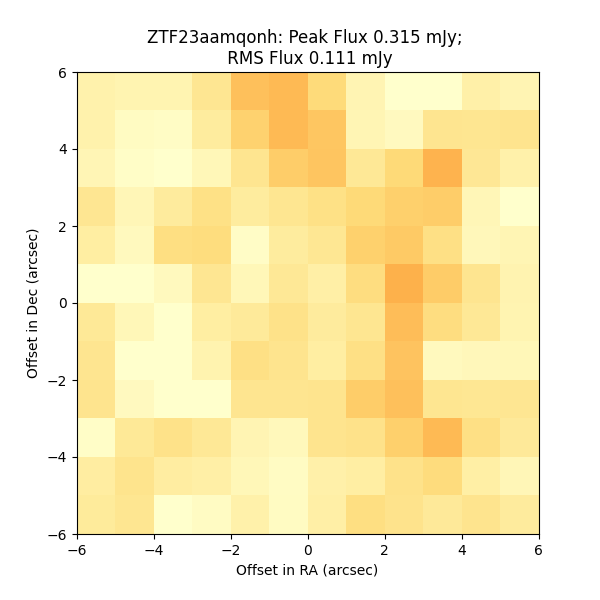 ZTF23aamqonh: Peak Flux 0.315 mJy;
RMS Flux 0.111 mJy
6
4
2
0
−2
−4
−6
Offset in Dec (arcsec)
−6 −4 −2 0 2 4 6
Offset in RA (arcsec)